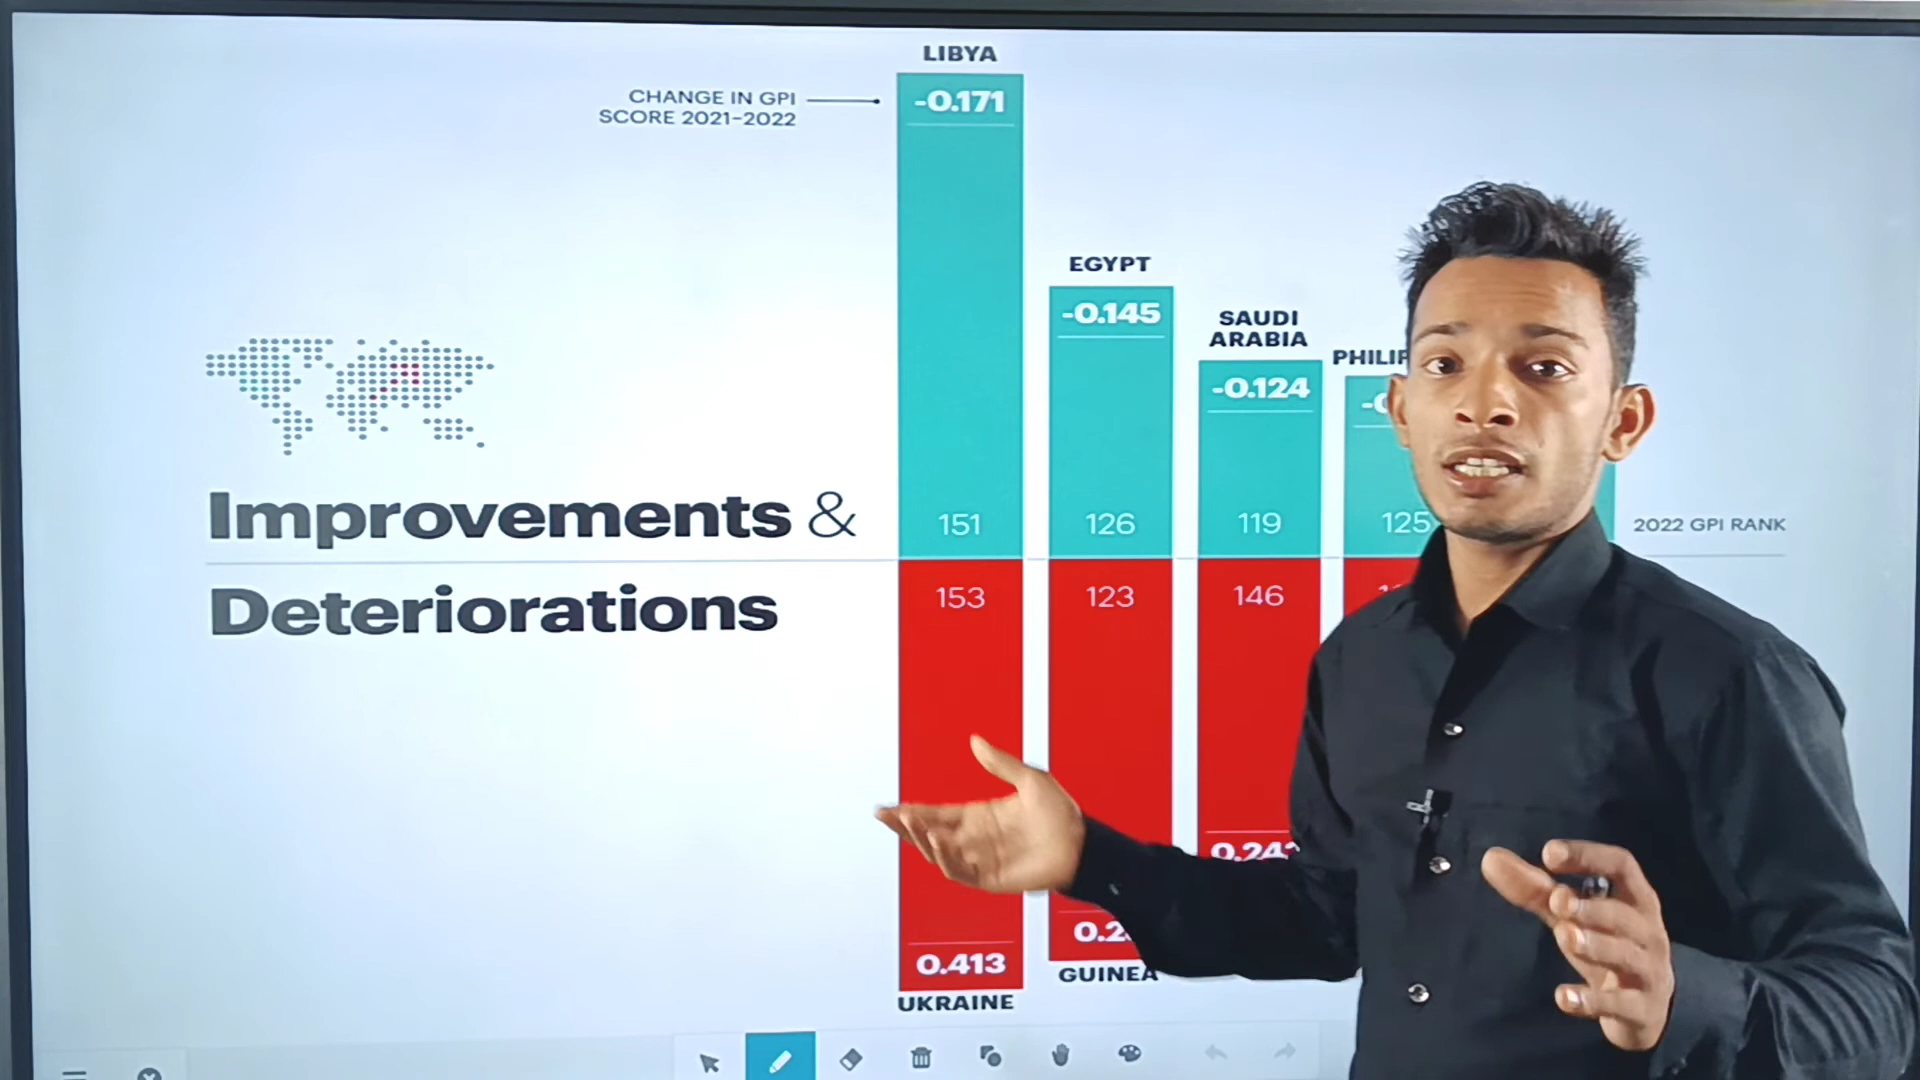 LIBYA
CHANGE IN GPI
SCORE 2021-2022
-0.171
EGYPT
-0.145
SAUDI
ARABIA
-0.124
Improvements &
151
126
119
125
2022 GPI RANK
Deteriorations
153
123
146
0.413
UKRAINE
GUINEA